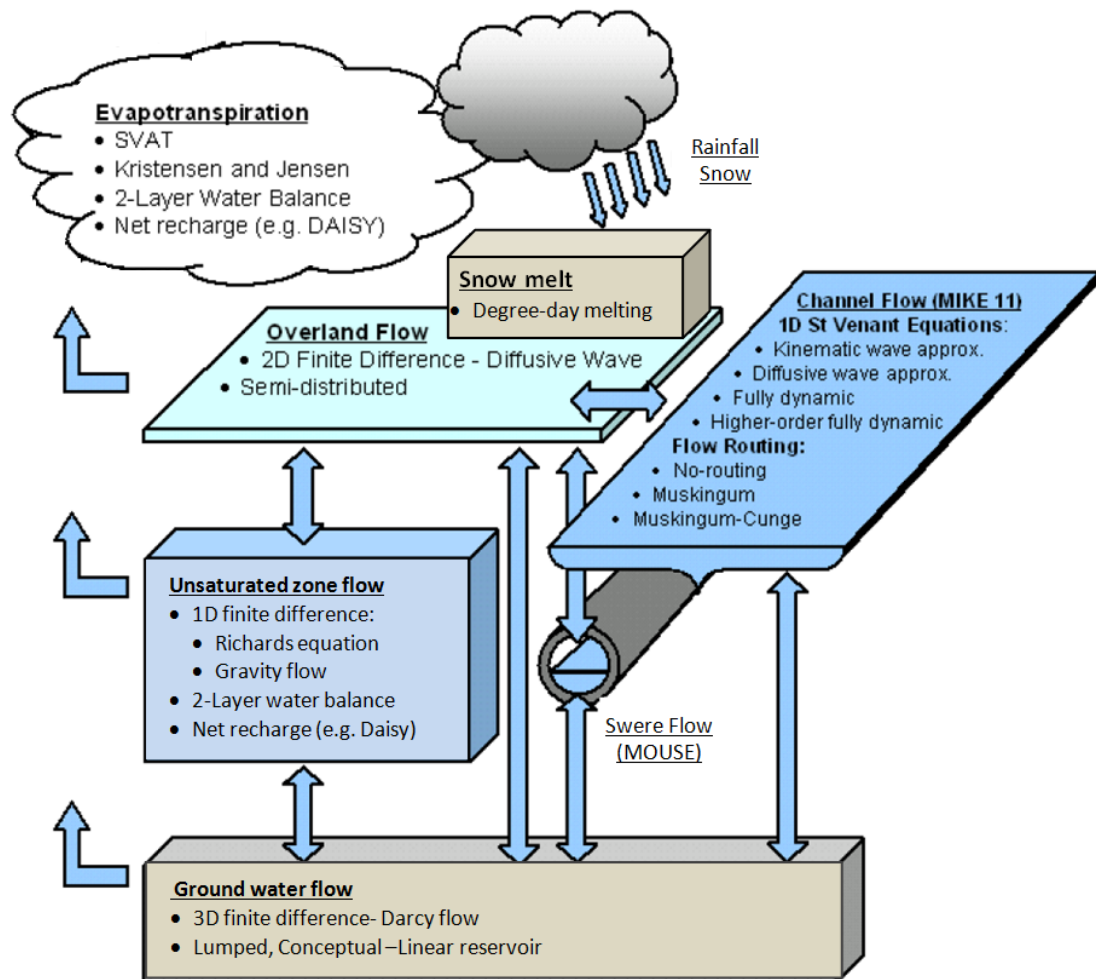 Evapotranspiration
• SVAT
• Kristensen and Jensen
• 2-Layer Water Balance
• Net recharge (e.g. DAISY)
Rainfall
Snow
Snow melt
• Degree-day melting
Overland Flow
• 2D Finite Difference - Diffusive Wave
• Semi-distributed
Channel Flow (MIKE 11)
1D St Venant Equations:
• Kinematic wave approx.
• Diffusive wave approx.
• Fully dynamic
• Higher-order fully dynamic
Flow Routing:
• No-routing
• Muskingum
• Muskingum-Cunge
Unsaturated zone flow
• 1D finite difference:
• Richards equation
• Gravity flow
• 2-Layer water balance
• Net recharge (e.g. Daisy)
Swere Flow
(MOUSE)
Ground water flow
• 3D finite difference- Darcy flow
• Lumped, Conceptual –Linear reservoir